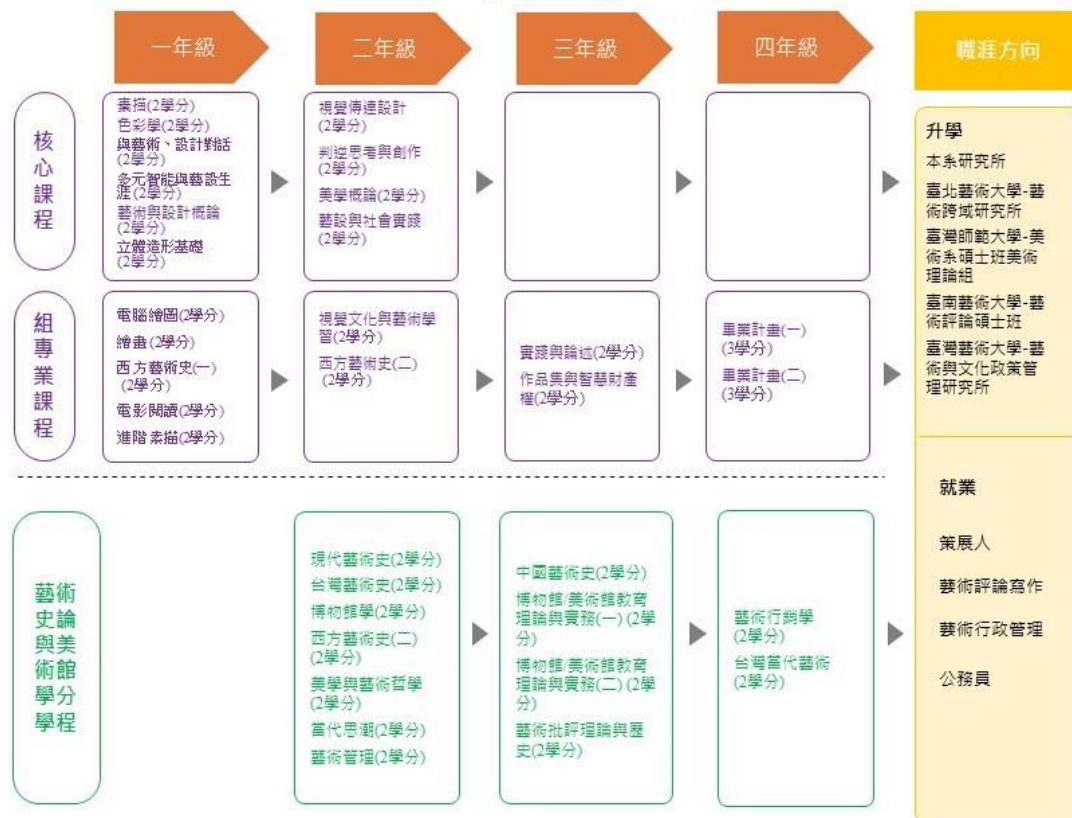 一年級
二年級
三年級
四年級
職涯方向
核心課程
素描(2學分)
色彩學(2學分)
與藝術、設計對話
(2學分)
多元智能與藝設生
涯(2學分)
藝術與設計概論
(2學分)
立體造形基礎
(2學分)
視覺傳達設計
(2學分)
判逆思考與創作
(2學分)
美學概論(2學分)
藝設與社會實踐
(2學分)
組專業課程
電腦繪圖(2學分)
繪畫(2學分)
西方藝術史(一)
(2學分)
電影閱讀(2學分)
進階素描(2學分)
視覺文化與藝術學
習(2學分)
西方藝術史(二)
(2學分)
實踐與論述(2學分)
作品集與智慧財產
權(2學分)
畢業計畫(一)
(3學分)
畢業計畫(二)
(3學分)
藝術
史論
與美
術館
學分
學程
現代藝術史(2學分)
台灣藝術史(2學分)
博物館學(2學分)
西方藝術史(二)
(2學分)
美學與藝術哲學
(2學分)
當代思潮(2學分)
藝術管理(2學分)
中國藝術史(2學分)
博物館/美術館教育
理論與實務(一) (2學
分)
博物館/美術館教育
理論與實務(二) (2學
分)
藝術批評理論與歷
史(2學分)
藝術行銷學
(2學分)
台灣當代藝術
(2學分)
升學
本系研究所
臺北藝術大學-藝
術跨域研究所
臺灣師範大學-美
術系碩士班美術
理論組
臺南藝術大學-藝
術評論碩士班
臺灣藝術大學-藝
術與文化政策管
理研究所
就業
策展人
藝術評論寫作
藝術行政管理
公務員